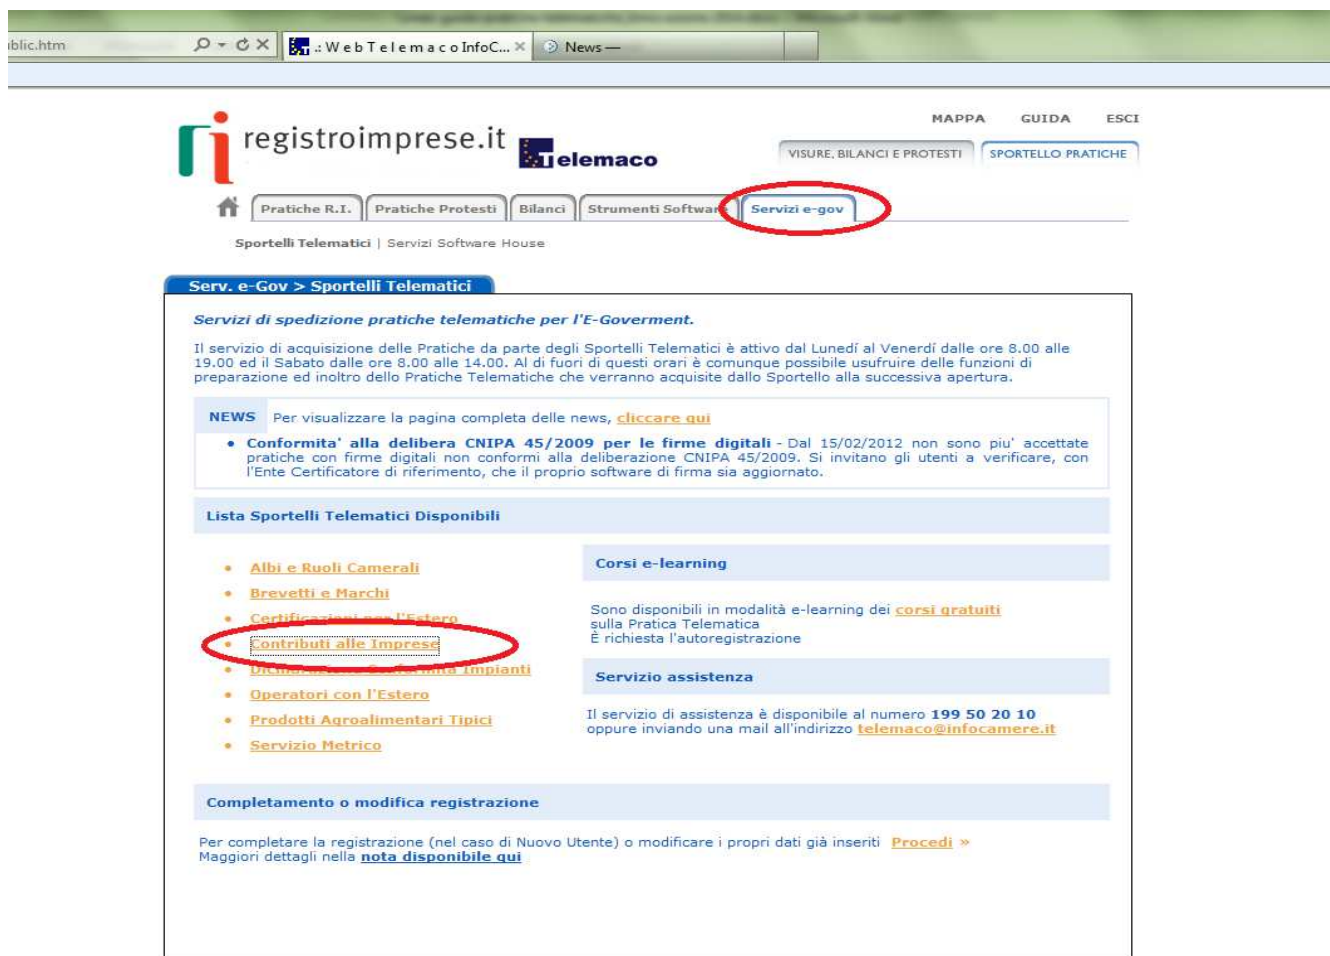 blic.htm
.: W e b T e l e m a c o InfoC...
News —
registroimprese.it
Telemaco
MAPPA GUIDA ESCI
VISURE, BILANCI E PROTESTI SPORTELLO PRATICHE
Pratiche R.I. Pratiche Protesti Bilanci Strumenti Software Servizi e-gov
Sportelli Telematici | Servizi Software House
Serv. e-Gov > Sportelli Telematici
Servizi di spedizione pratiche telematiche per l'E-Goverment.
Il servizio di acquisizione delle Pratiche da parte degli Sportelli Telematici è attivo dal Lunedí al Venerdí dalle ore 8.00 alle
19.00 ed il Sabato dalle ore 8.00 alle 14.00. Al di fuori di questi orari è comunque possibile usufruire delle funzioni di
preparazione ed inoltro dello Pratiche Telematiche che verranno acquisite dallo Sportello alla successiva apertura.
NEWS Per visualizzare la pagina completa delle news, cliccare qui
• Conformita' alla delibera CNIPA 45/2009 per le firme digitali - Dal 15/02/2012 non sono piu' accettate
pratiche con firme digitali non conformi alla deliberazione CNIPA 45/2009. Si invitano gli utenti a verificare, con
l'Ente Certificatore di riferimento, che il proprio software di firma sia aggiornato.
Lista Sportelli Telematici Disponibili
• Albi e Ruoli Camerali
• Brevetti e Marchi
• Certificazioni per l'Estero
• Contributi alle Imprese
• Dichiarazione Conformità Impianti
• Operatori con l'Estero
• Prodotti Agroalimentari Tipici
• Servizio Metrico
Corsi e-learning
Sono disponibili in modalità e-learning dei corsi gratuiti
sulla Pratica Telematica
È richiesta l'autoregistrazione
Servizio assistenza
Il servizio di assistenza è disponibile al numero 199 50 20 10
oppure inviando una mail all'indirizzo telemaco@infocamere.it
Completamento o modifica registrazione
Per completare la registrazione (nel caso di Nuovo Utente) o modificare i propri dati già inseriti Procedi »
Maggiori dettagli nella nota disponibile qui